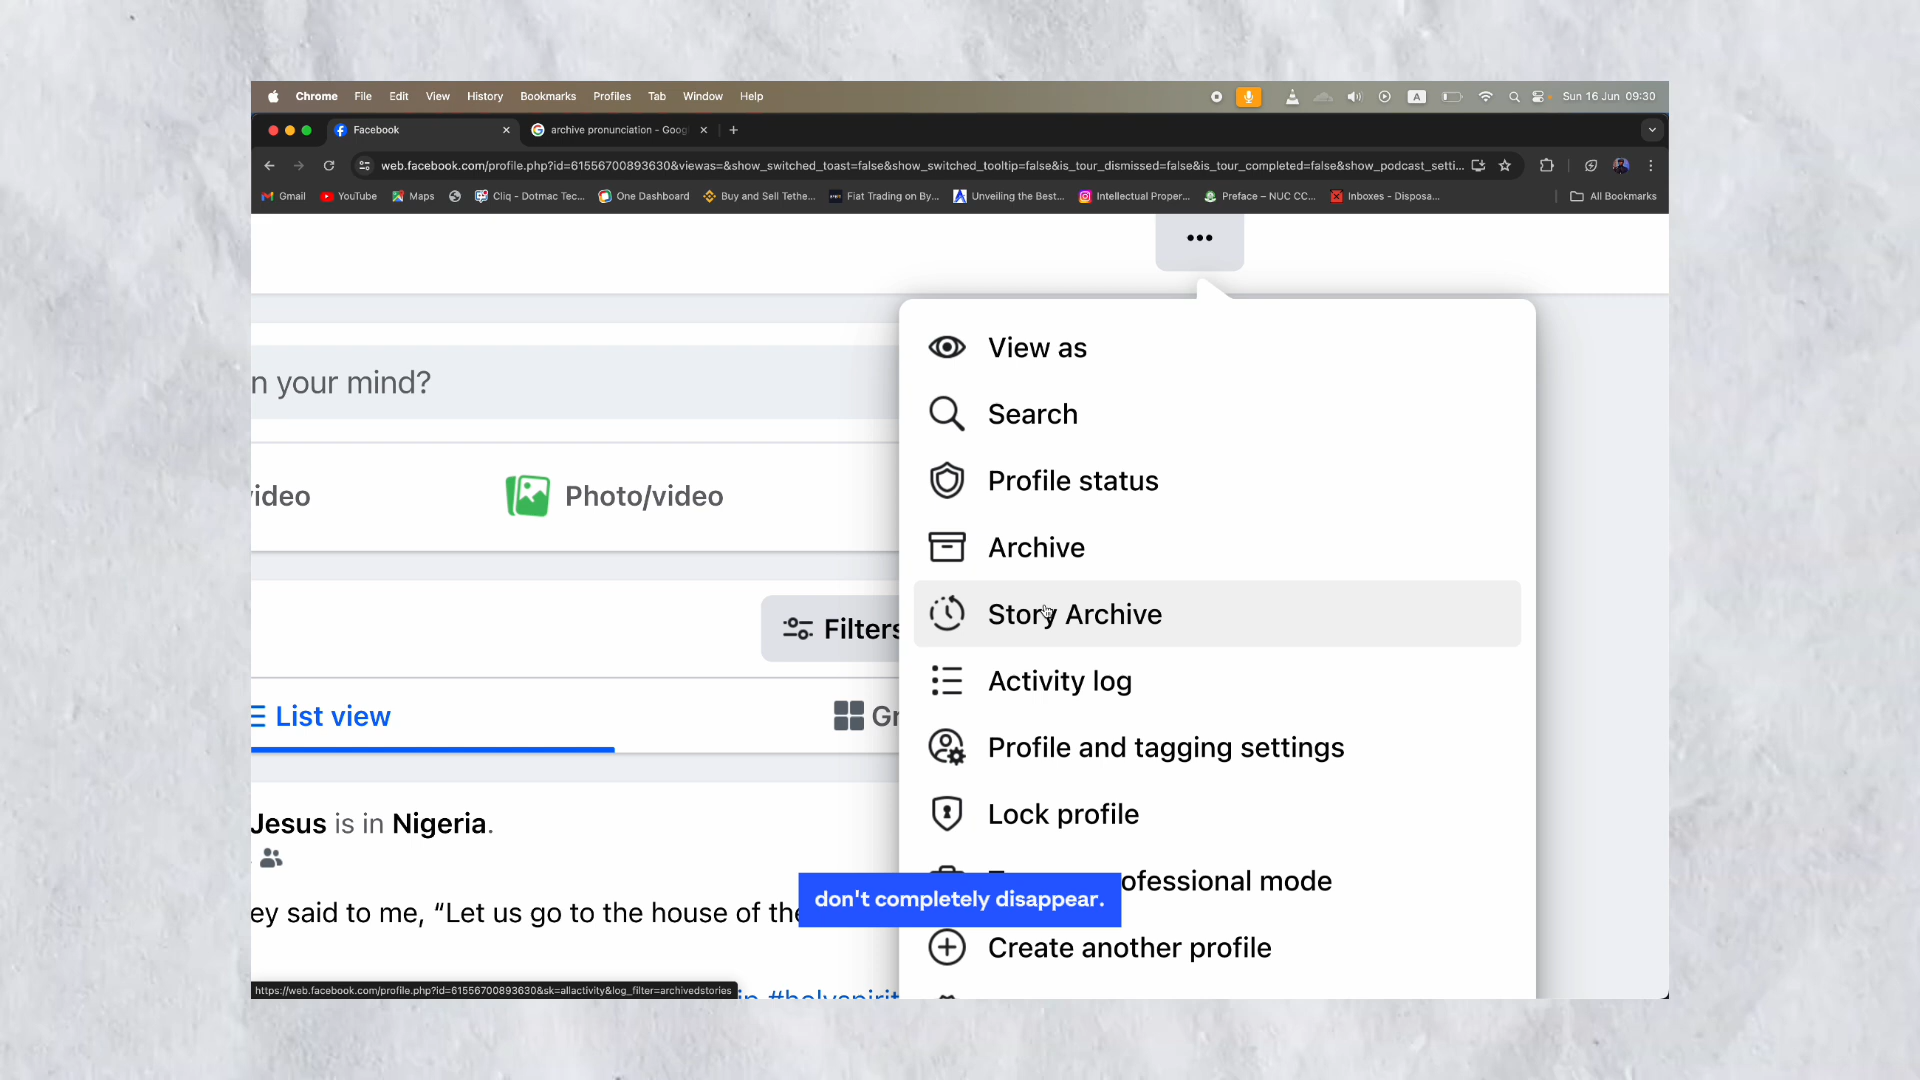 Chrome File Edit View History Bookmarks Profiles Tab Window Help A Sun 16 Jun 09:30
Facebook archive pronunciation - Goog
web.facebook.com/profile.php?id=61556700893630&viewas=&show_switched_toast=false&show_switched_tooltip=false&is_tour_dismissed=false&is_tour_completed=false&show_podcast_setti...
Gmail YouTube Maps Cliq - Dotmac Tec... One Dashboard Buy and Sell Tethe... Fiat Trading on By... Unveiling the Best... Intellectual Proper... Preface – NUC CC... Inboxes - Disposa... All Bookmarks
View as
n your mind?
Search
Profile status
ideo Photo/video
Archive
Story Archive
Filters
Activity log
List view Gr
Profile and tagging settings
Lock profile
Jesus is in Nigeria.
ofessional mode
don't completely disappear.
ey said to me, “Let us go to the house of the
Create another profile
https://web.facebook.com/profile.php?id=61556700893630&sk=allactivity&log_filter=archivedstories
#holyspirit